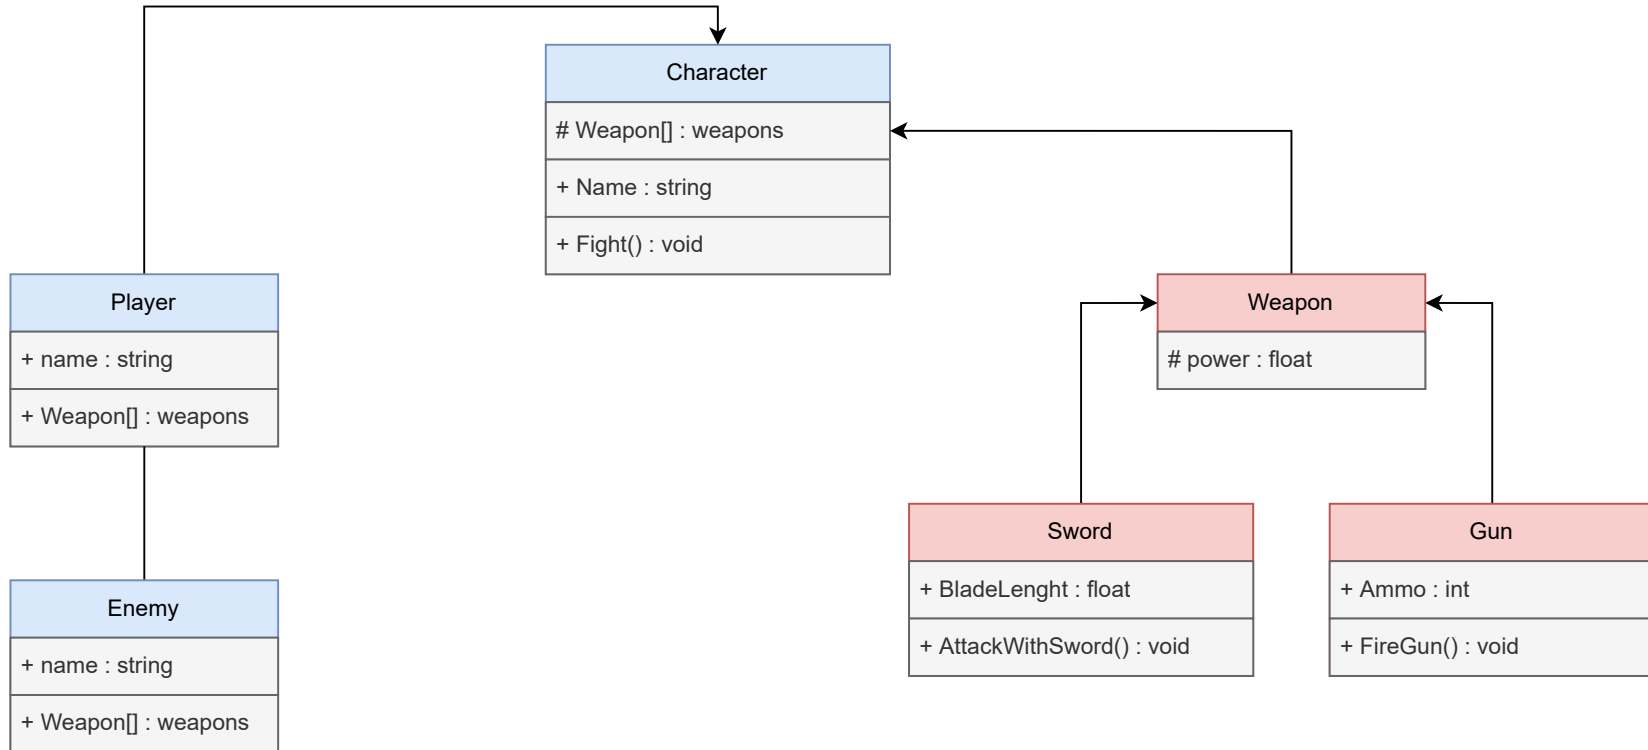 Character
# Weapon[] : weapons
+ Name : string
+ Fight() : void
Player
+ name : string
+ Weapon[] : weapons
Weapon
# power : float
Sword
+ BladeLenght : float
+ AttackWithSword() : void
Gun
+ Ammo : int
+ FireGun() : void
Enemy
+ name : string
+ Weapon[] : weapons